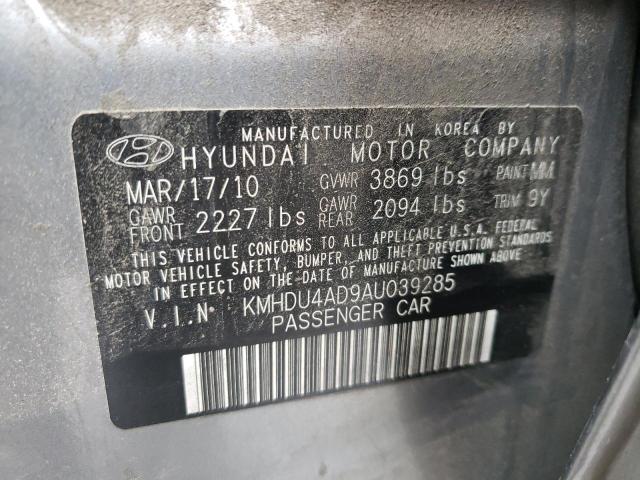 MANUFACTURED IN KOREA BY
HYUNDAI MOTOR COMPANY
MAR/17/10 GVWR 3869 lbs PAINT MM
GAWR FRONT 2227 lbs GAWR REAR 2094 lbs TRIM 9Y
THIS VEHICLE CONFORMS TO ALL APPLICABLE U.S.A. FEDERAL
MOTOR VEHICLE SAFETY, BUMPER, AND THEFT PREVENTION STANDARDS
IN EFFECT ON THE DATE OF MANUFACTURE SHOWN ABOVE.
V.I.N: KMHDU4AD9AU039285
PASSENGER CAR